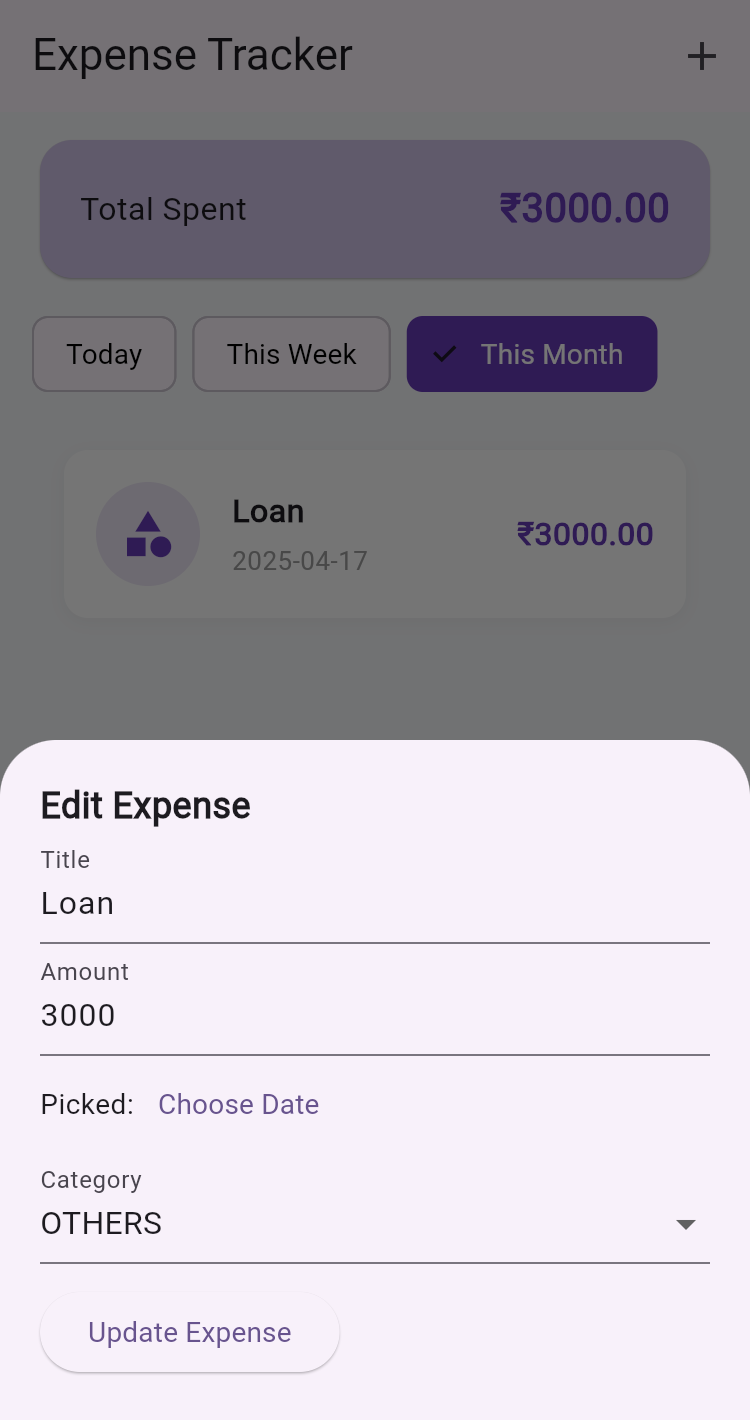 Expense Tracker
Total Spent ₹3000.00
Today This Week This Month
Loan
2025-04-17
₹3000.00
Edit Expense
Title
Loan
Amount
3000
Picked: Choose Date
Category
OTHERS
Update Expense